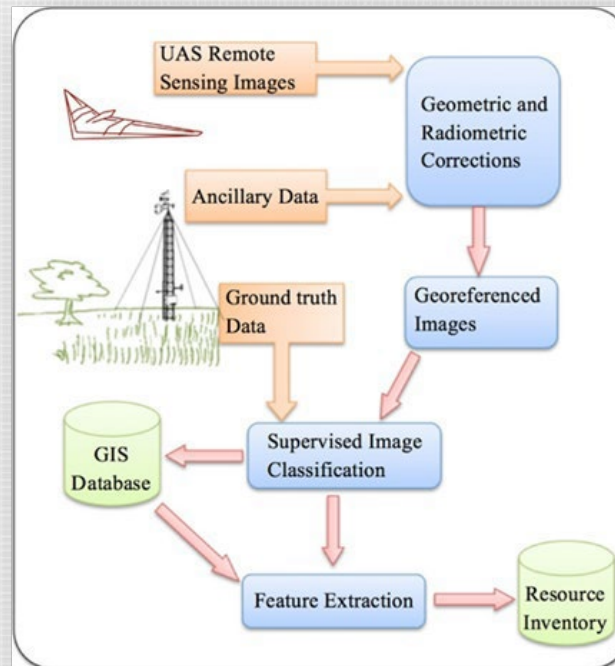 UAS Remote
Sensing Images
Geometric and
Radiometric
Corrections
Ancillary Data
Ground truth
Data
Georeferenced
Images
Supervised Image
Classification
GIS
Database
Feature Extraction
Resource
Inventory